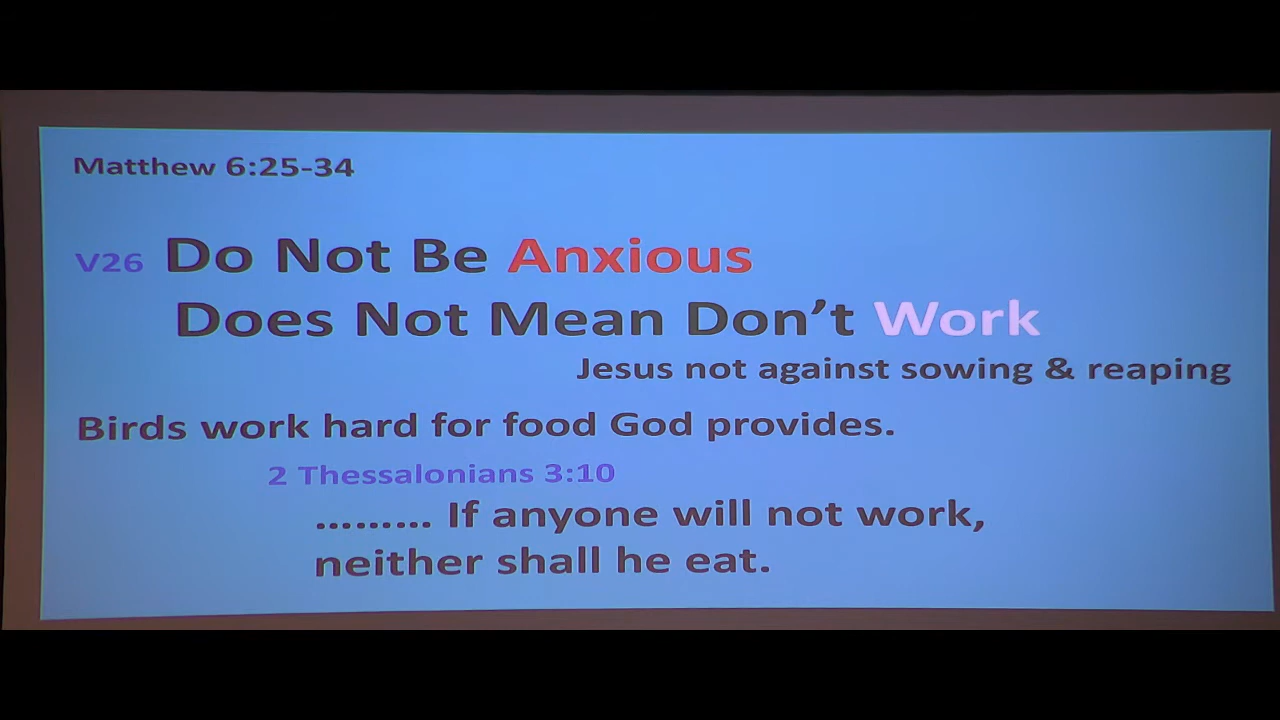 Matthew 6:25-34
V26 Do Not Be Anxious
Does Not Mean Don’t Work
Jesus not against sowing & reaping
Birds work hard for food God provides.
2 Thessalonians 3:10
......... If anyone will not work,
neither shall he eat.